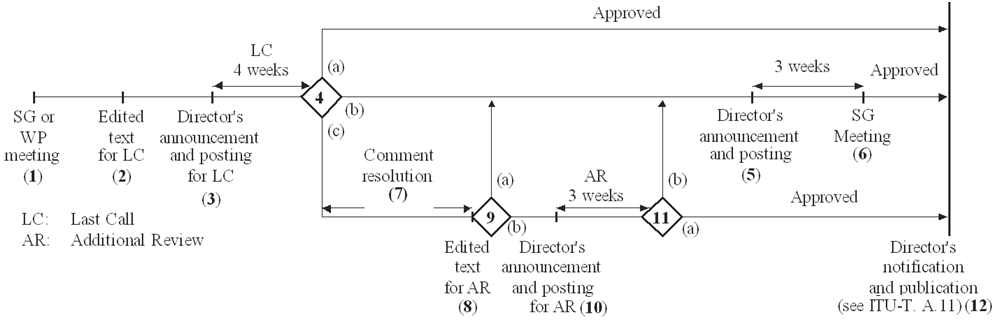 Approved
LC
4 weeks
(a)
3 weeks
Approved
4
(b)
(c)
SG or
WP
meeting
(1)
Edited
text
for LC
(2)
Director's
announcement
and posting
for LC
(3)
Director's
announcement
and posting
(5)
SG
Meeting
(6)
Comment
resolution
(7)
(a)
AR
3 weeks
(b)
Approved
9
(b)
11
(a)
LC: Last Call
AR: Additional Review
Edited
text
for AR
(8)
Director's
announcement
and posting
for AR (10)
Director's
notification
and publication
(see ITU-T. A.11) (12)